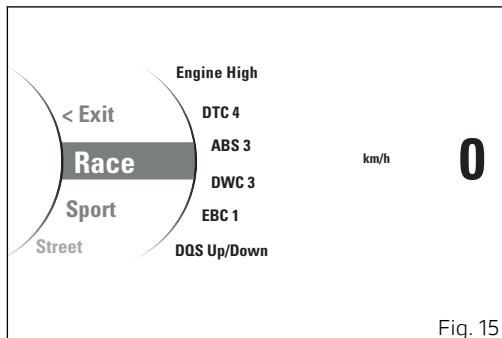 Engine High
< Exit
DTC 4
ABS 3
Race
km/h
0
DWC 3
Sport
EBC 1
Street
DQS Up/Down
Fig. 15